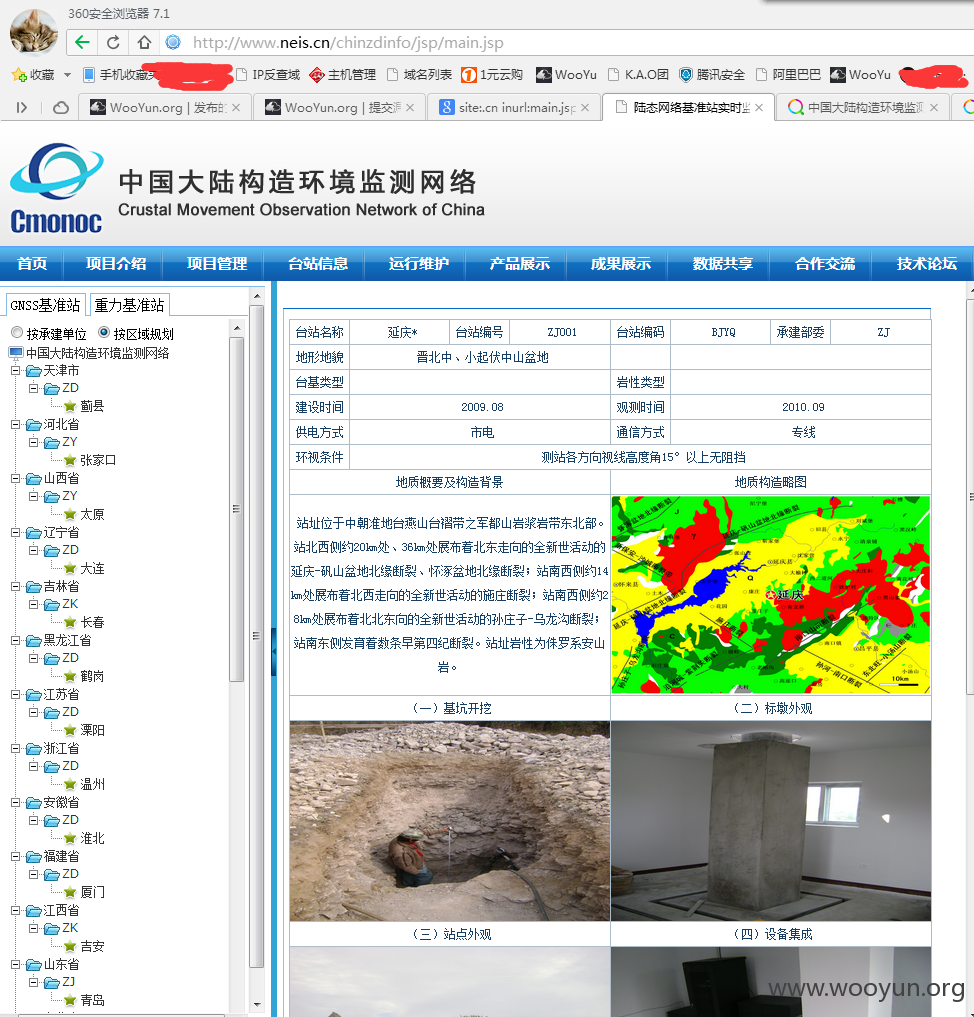 360安全浏览器 7.1
http://www.neis.cn/chinzdinfo/jsp/main.jsp
收藏 手机收藏夹 IP反查域 主机管理 域名列表 1元云购 WooYu K.A.O团 腾讯安全 阿里巴巴 WooYu
WooYun.org | 发布的 WooYun.org | 提交漏 site:.cn inurl:main.jsp 陆态网络基准站实时监 中国大陆构造环境监测
中国大陆构造环境监测网络
Crustal Movement Observation Network of China
Cmonoc
首页 项目介绍 项目管理 台站信息 运行维护 产品展示 成果展示 数据共享 合作交流 技术论坛
GNSS基准站 重力基准站
按承建单位 按区域规划
中国大陆构造环境监测网络
天津市
ZD
蓟县
河北省
ZY
张家口
山西省
ZY
太原
辽宁省
ZD
大连
吉林省
ZK
长春
黑龙江省
ZD
鹤岗
江苏省
ZD
溧阳
浙江省
ZD
温州
安徽省
ZD
淮北
福建省
ZD
厦门
江西省
ZK
吉安
山东省
ZJ
青岛
台站名称 延庆* 台站编号 ZJ001 台站编码 BJYQ 承建部委 ZJ
地形地貌 晋北中、小起伏中山盆地
台基类型 岩性类型
建设时间 2009.08 观测时间 2010.09
供电方式 市电 通信方式 专线
环视条件 测站各方向视线高度角15°以上无阻挡
地质概要及构造背景 地质构造略图
站址位于中朝准地台燕山台褶带之军都山岩浆岩带东北部。
站北西侧约20km处、36km处展布着北东走向的全新世活动的
延庆-矾山盆地北缘断裂、怀涿盆地北缘断裂；站南西侧约14
km处展布着北西走向的全新世活动的施庄断裂；站南西侧约2
8km处展布着北北东向的全新世活动的孙庄子-乌龙沟断裂；
站南东侧发育着数条早第四纪断裂。站址岩性为侏罗系安山
岩。
延庆
10km
（一）基坑开挖 （二）标墩外观
（三）站点外观 （四）设备集成
www.wooyun.org